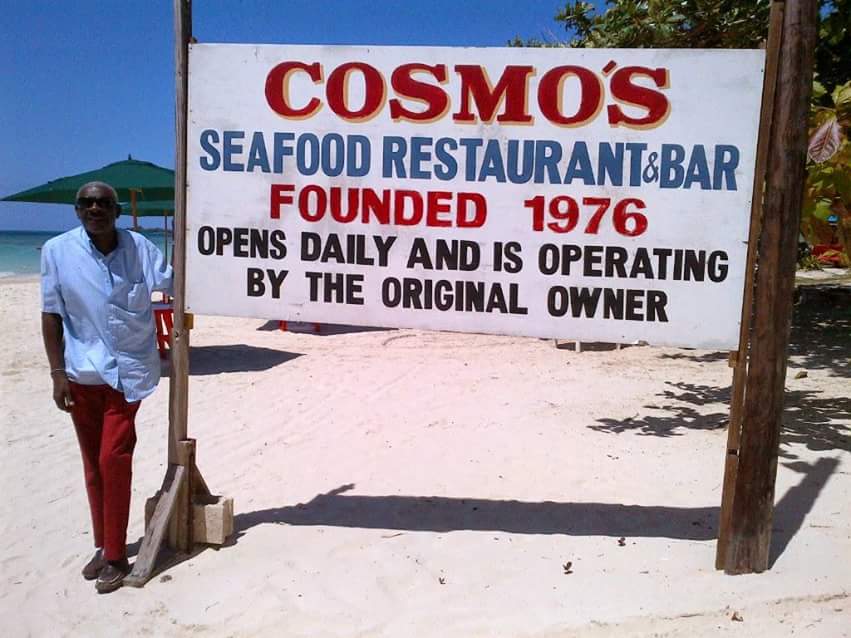 COSMO'S
SEAFOOD RESTAURANT & BAR
FOUNDED 1976
OPENS DAILY AND IS OPERATING
BY THE ORIGINAL OWNER